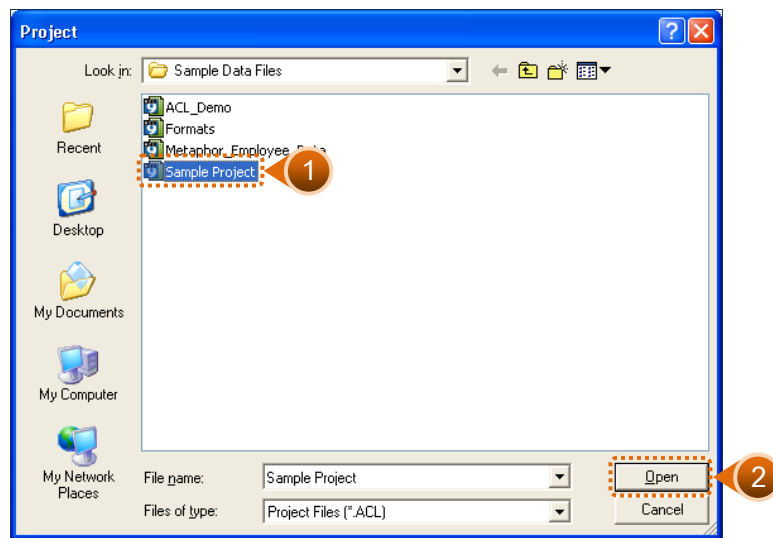 Project
Look in: Sample Data Files
ACL_Demo
Formats
Metaphor_Employee_Data
Sample Project
1
Recent
Desktop
My Documents
My Computer
My Network
Places
File name: Sample Project
Open
2
Files of type: Project Files (*.ACL)
Cancel